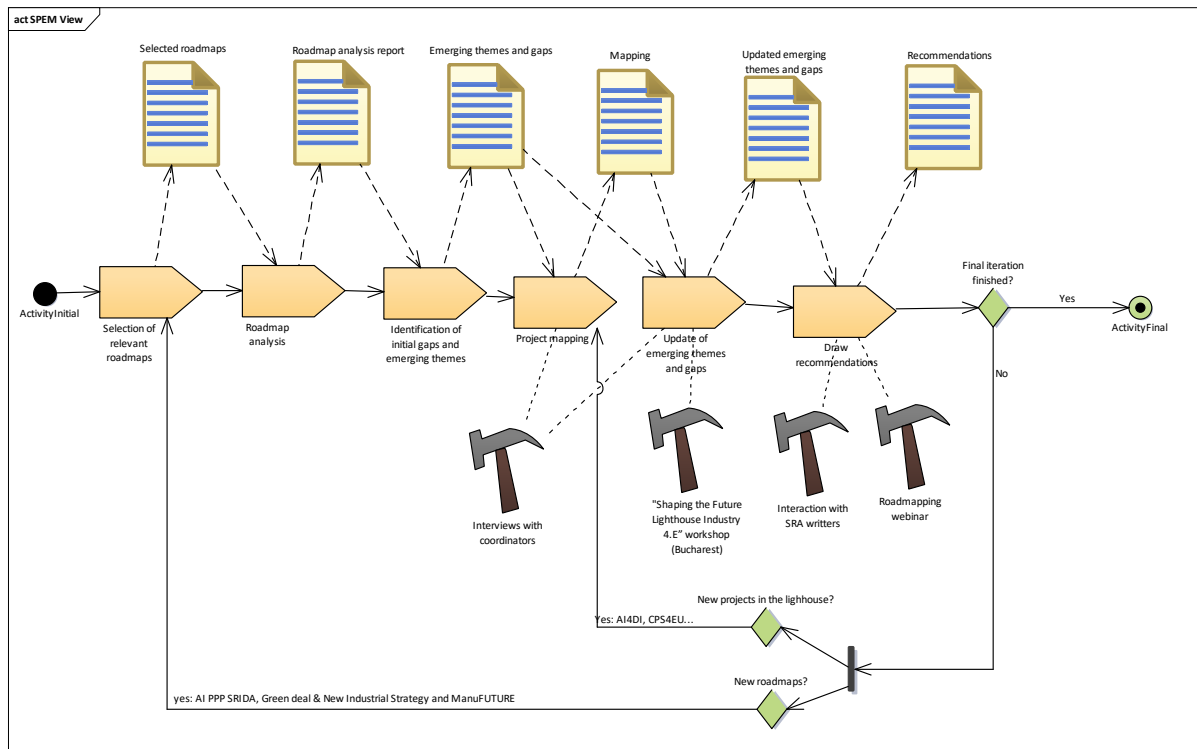 act SPEM View
Selected roadmaps
Roadmap analysis report
Emerging themes and gaps
Mapping
Updated emerging
themes and gaps
Recommendations
ActivityInitial
Selection of
relevant
roadmaps
Roadmap
analysis
Identification of
initial gaps and
emerging themes
Project mapping
Update of
emerging themes
and gaps
Draw
recommendations
Final iteration
finished?
Yes
ActivityFinal
No
Interviews with
coordinators
"Shaping the Future
Lighthouse Industry
4.E” workshop
(Bucharest)
Interaction with
SRA writters
Roadmapping
webinar
New projects in the lighhouse?
Yes: AI4DI, CPS4EU...
New roadmaps?
yes: AI PPP SRIDA, Green deal & New Industrial Strategy and ManuFUTURE